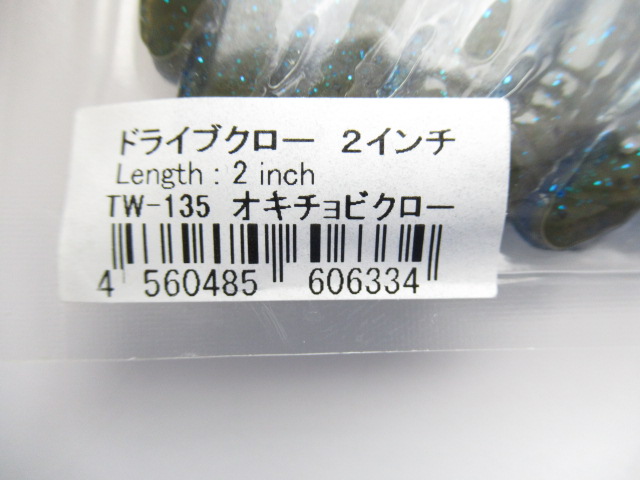 ドライブクロー 2インチ
Length : 2 inch
TW-135 オキチョビクロー
4 560485 606334